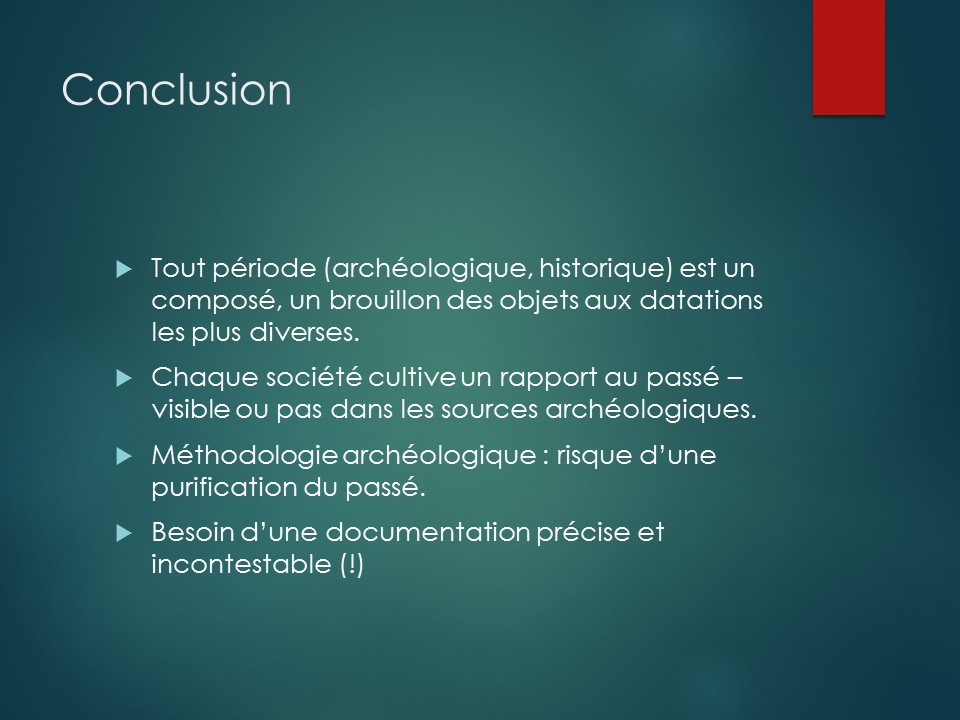 Conclusion
Tout période (archéologique, historique) est un
composé, un brouillon des objets aux datations
les plus diverses.
Chaque société cultive un rapport au passé –
visible ou pas dans les sources archéologiques.
Méthodologie archéologique : risque d’une
purification du passé.
Besoin d’une documentation précise et
incontestable (!)